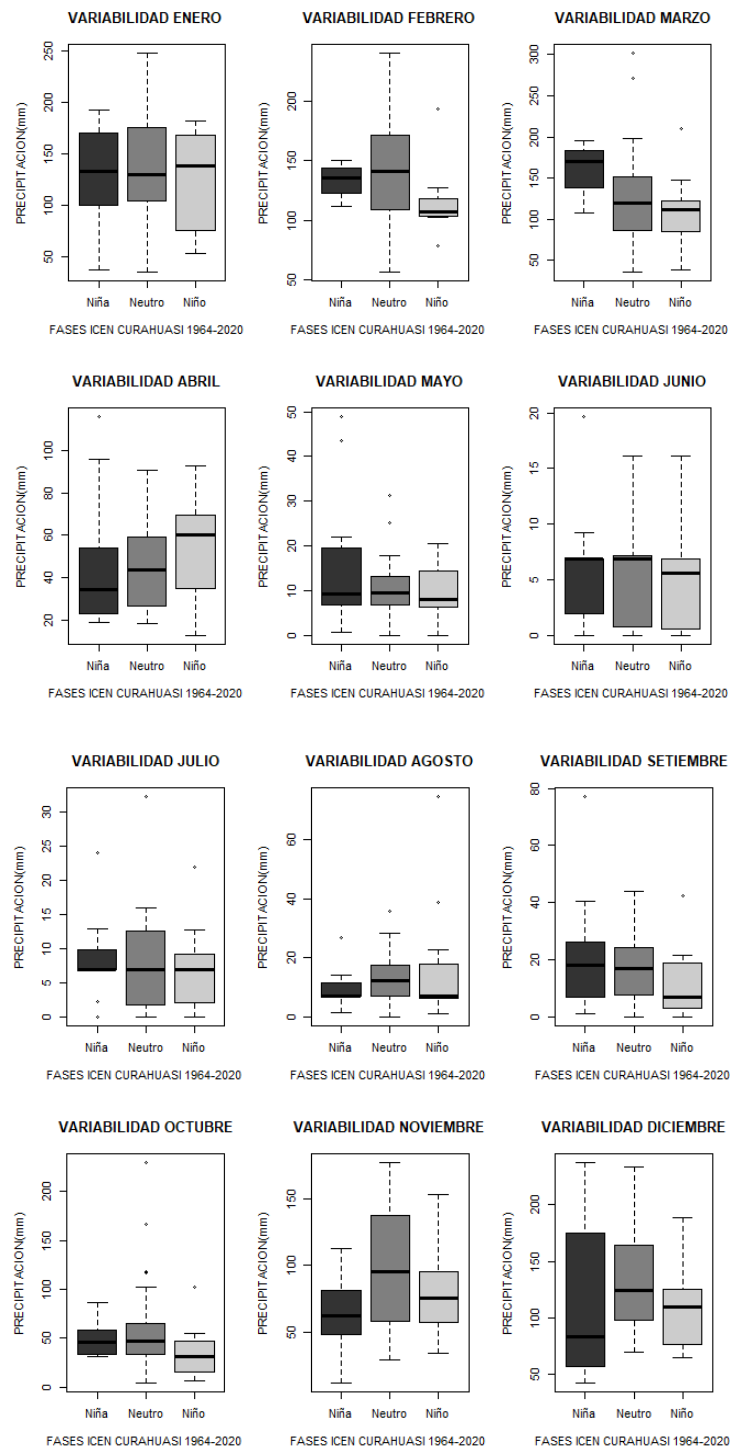 VARIABILIDAD ENERO
PRECIPITACION(mm)
250
200
150
100
50
Niña Neutro Niño
FASES ICEN CURAHUASI 1964-2020
VARIABILIDAD FEBRERO
PRECIPITACION(mm)
200
150
100
50
Niña Neutro Niño
FASES ICEN CURAHUASI 1964-2020
VARIABILIDAD MARZO
PRECIPITACION(mm)
300
250
200
150
100
50
Niña Neutro Niño
FASES ICEN CURAHUASI 1964-2020
VARIABILIDAD ABRIL
PRECIPITACION(mm)
100
80
60
40
20
Niña Neutro Niño
FASES ICEN CURAHUASI 1964-2020
VARIABILIDAD MAYO
PRECIPITACION(mm)
50
40
30
20
10
0
Niña Neutro Niño
FASES ICEN CURAHUASI 1964-2020
VARIABILIDAD JUNIO
PRECIPITACION(mm)
20
15
10
5
0
Niña Neutro Niño
FASES ICEN CURAHUASI 1964-2020
VARIABILIDAD JULIO
PRECIPITACION(mm)
30
25
20
15
10
5
0
Niña Neutro Niño
FASES ICEN CURAHUASI 1964-2020
VARIABILIDAD AGOSTO
PRECIPITACION(mm)
60
40
20
0
Niña Neutro Niño
FASES ICEN CURAHUASI 1964-2020
VARIABILIDAD SETIEMBRE
PRECIPITACION(mm)
80
60
40
20
0
Niña Neutro Niño
FASES ICEN CURAHUASI 1964-2020
VARIABILIDAD OCTUBRE
PRECIPITACION(mm)
200
150
100
50
0
Niña Neutro Niño
FASES ICEN CURAHUASI 1964-2020
VARIABILIDAD NOVIEMBRE
PRECIPITACION(mm)
150
100
50
Niña Neutro Niño
FASES ICEN CURAHUASI 1964-2020
VARIABILIDAD DICIEMBRE
PRECIPITACION(mm)
200
150
100
50
Niña Neutro Niño
FASES ICEN CURAHUASI 1964-2020